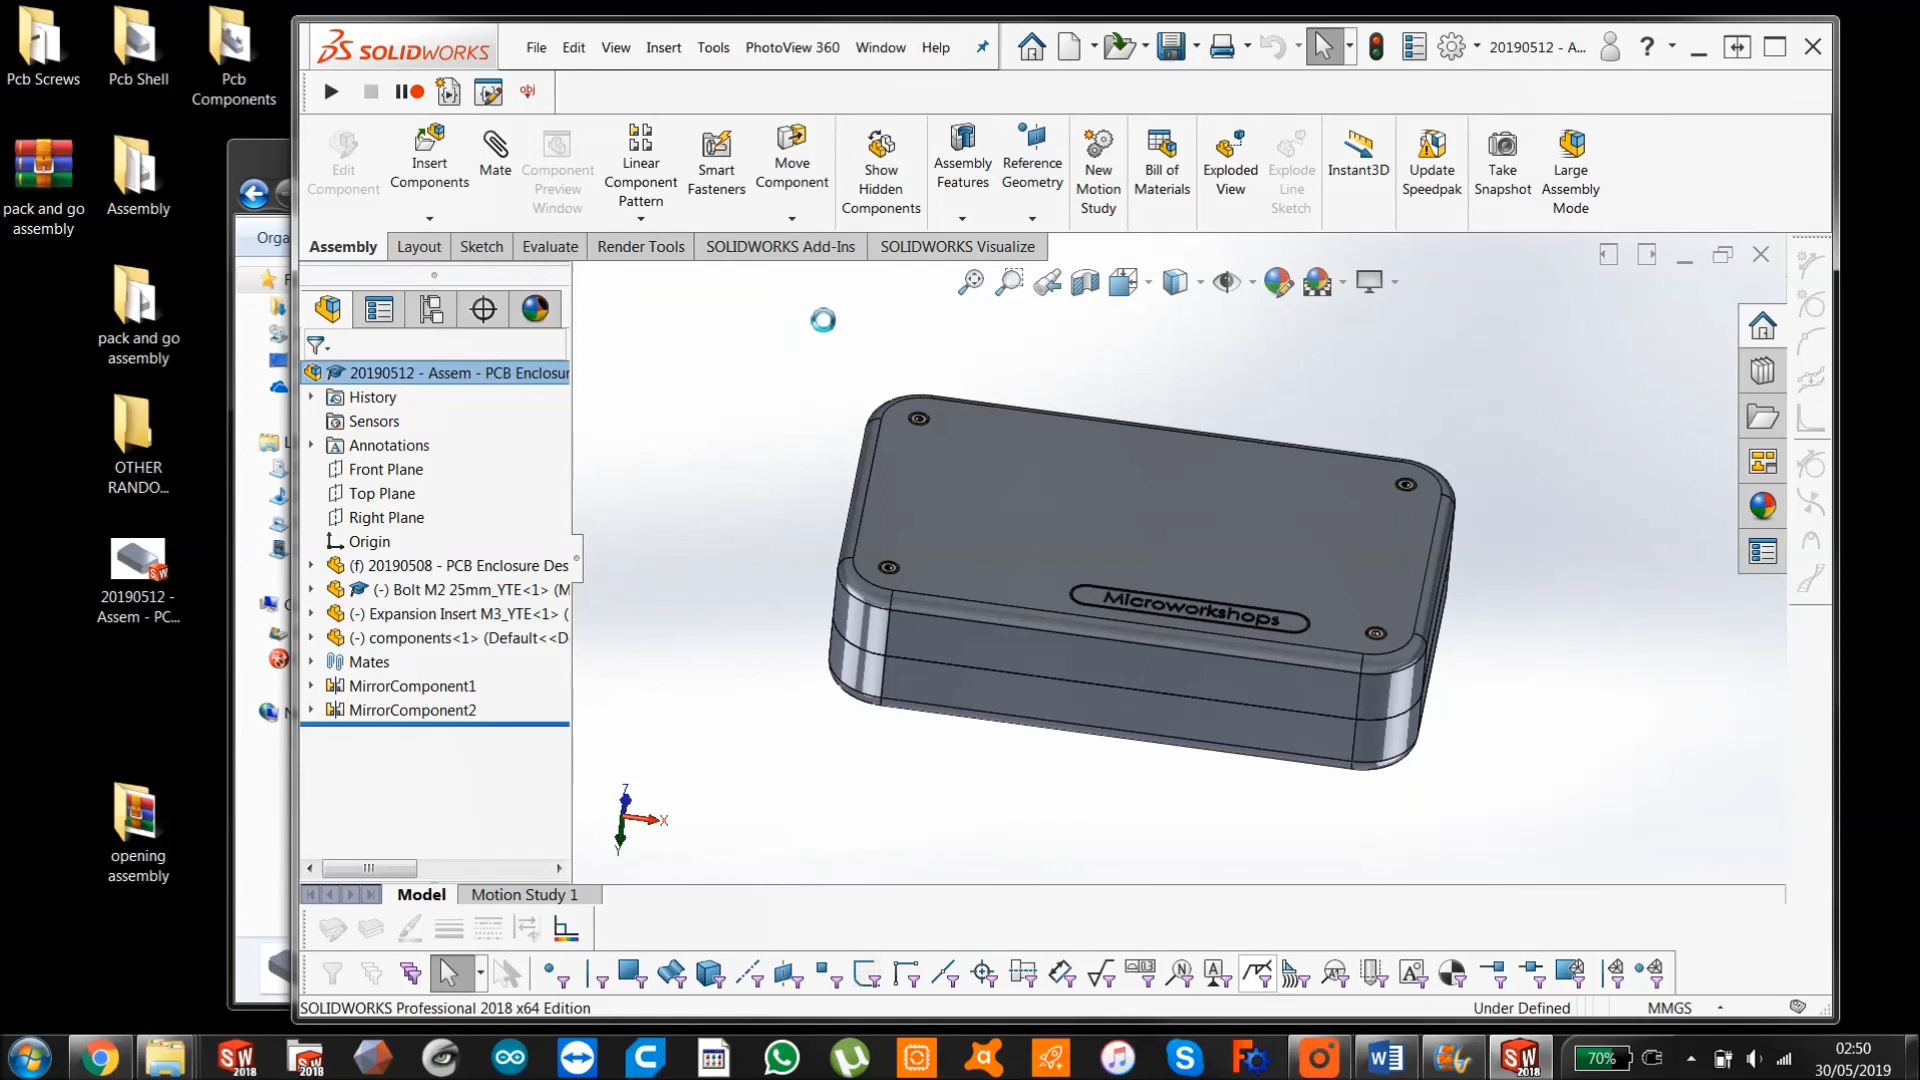 Pcb Screws
Pcb Shell
Pcb
Components
pack and go
assembly
Assembly
pack and go
assembly
OTHER
RANDO...
20190512 -
Assem - PC...
opening
assembly
Orga
SOLIDWORKS
File Edit View Insert Tools PhotoView 360 Window Help
20190512 - A...
Edit
Component
Insert
Components
Mate
Component
Preview
Window
Linear
Component
Pattern
Smart
Fasteners
Move
Component
Show
Hidden
Components
Assembly
Features
Reference
Geometry
New
Motion
Study
Bill of
Materials
Exploded
View
Explode
Line
Sketch
Instant3D
Update
Speedpak
Take
Snapshot
Large
Assembly
Mode
Assembly Layout Sketch Evaluate Render Tools SOLIDWORKS Add-Ins SOLIDWORKS Visualize
20190512 - Assem - PCB Enclosur
History
Sensors
Annotations
Front Plane
Top Plane
Right Plane
Origin
(f) 20190508 - PCB Enclosure Des
(-) Bolt M2 25mm_YTE<1> (M
(-) Expansion Insert M3_YTE<1> (
(-) components<1> (Default<<D
Mates
MirrorComponent1
MirrorComponent2
Microworkshops
Z
X
Y
Model Motion Study 1
SOLIDWORKS Professional 2018 x64 Edition
Under Defined
MMGS
SW 2018
70%
02:50
30/05/2019